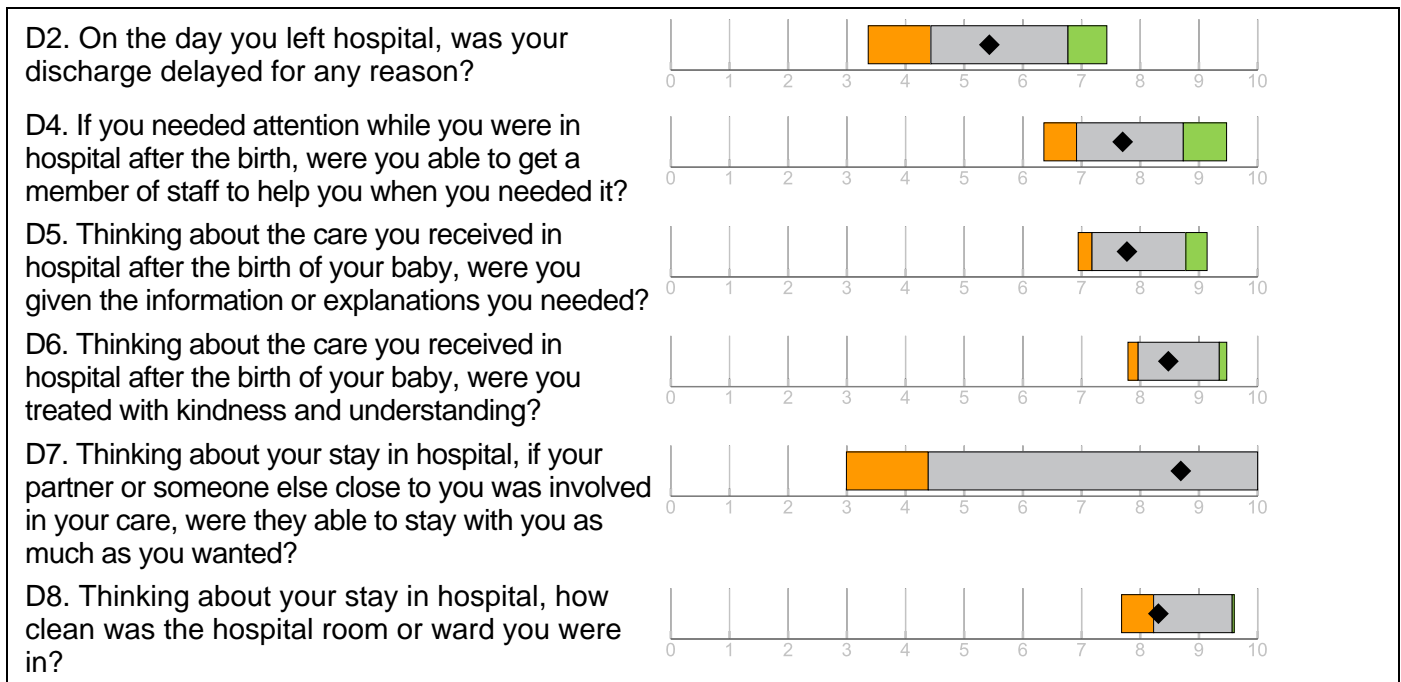 D2. On the day you left hospital, was your
discharge delayed for any reason?
0 1 2 3 4 5 6 7 8 9 10
D4. If you needed attention while you were in
hospital after the birth, were you able to get a
member of staff to help you when you needed it?
0 1 2 3 4 5 6 7 8 9 10
D5. Thinking about the care you received in
hospital after the birth of your baby, were you
given the information or explanations you needed?
0 1 2 3 4 5 6 7 8 9 10
D6. Thinking about the care you received in
hospital after the birth of your baby, were you
treated with kindness and understanding?
0 1 2 3 4 5 6 7 8 9 10
D7. Thinking about your stay in hospital, if your
partner or someone else close to you was involved
in your care, were they able to stay with you as
much as you wanted?
0 1 2 3 4 5 6 7 8 9 10
D8. Thinking about your stay in hospital, how
clean was the hospital room or ward you were
in?
0 1 2 3 4 5 6 7 8 9 10